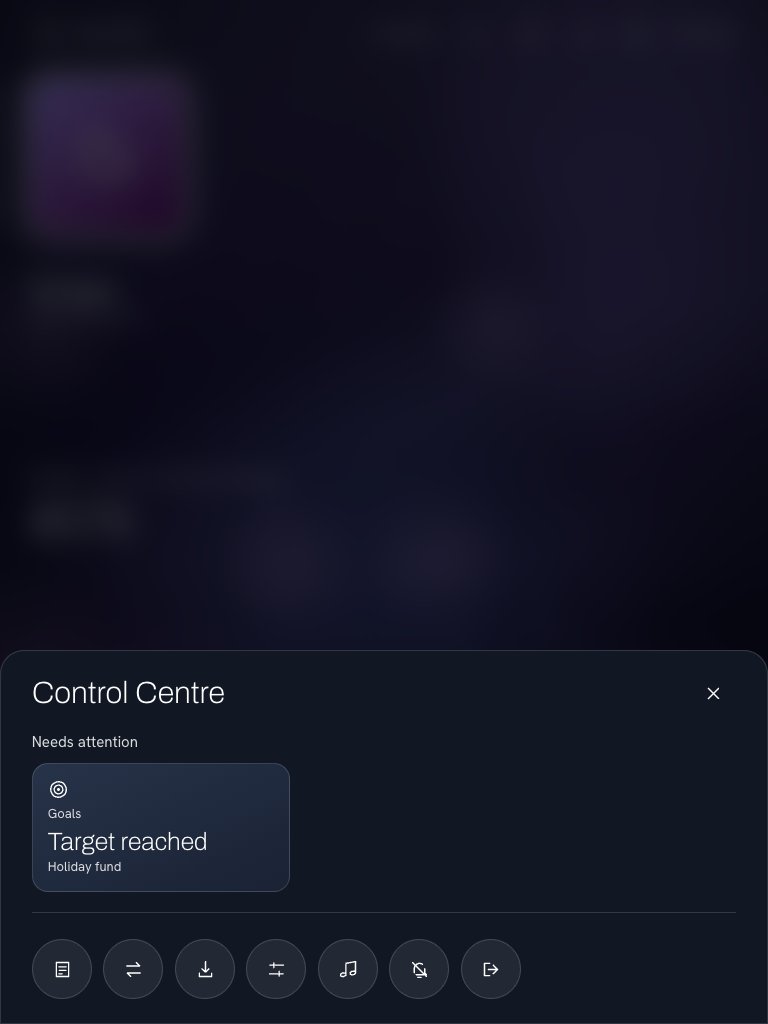 Control Centre
Needs attention
Goals
Target reached
Holiday fund